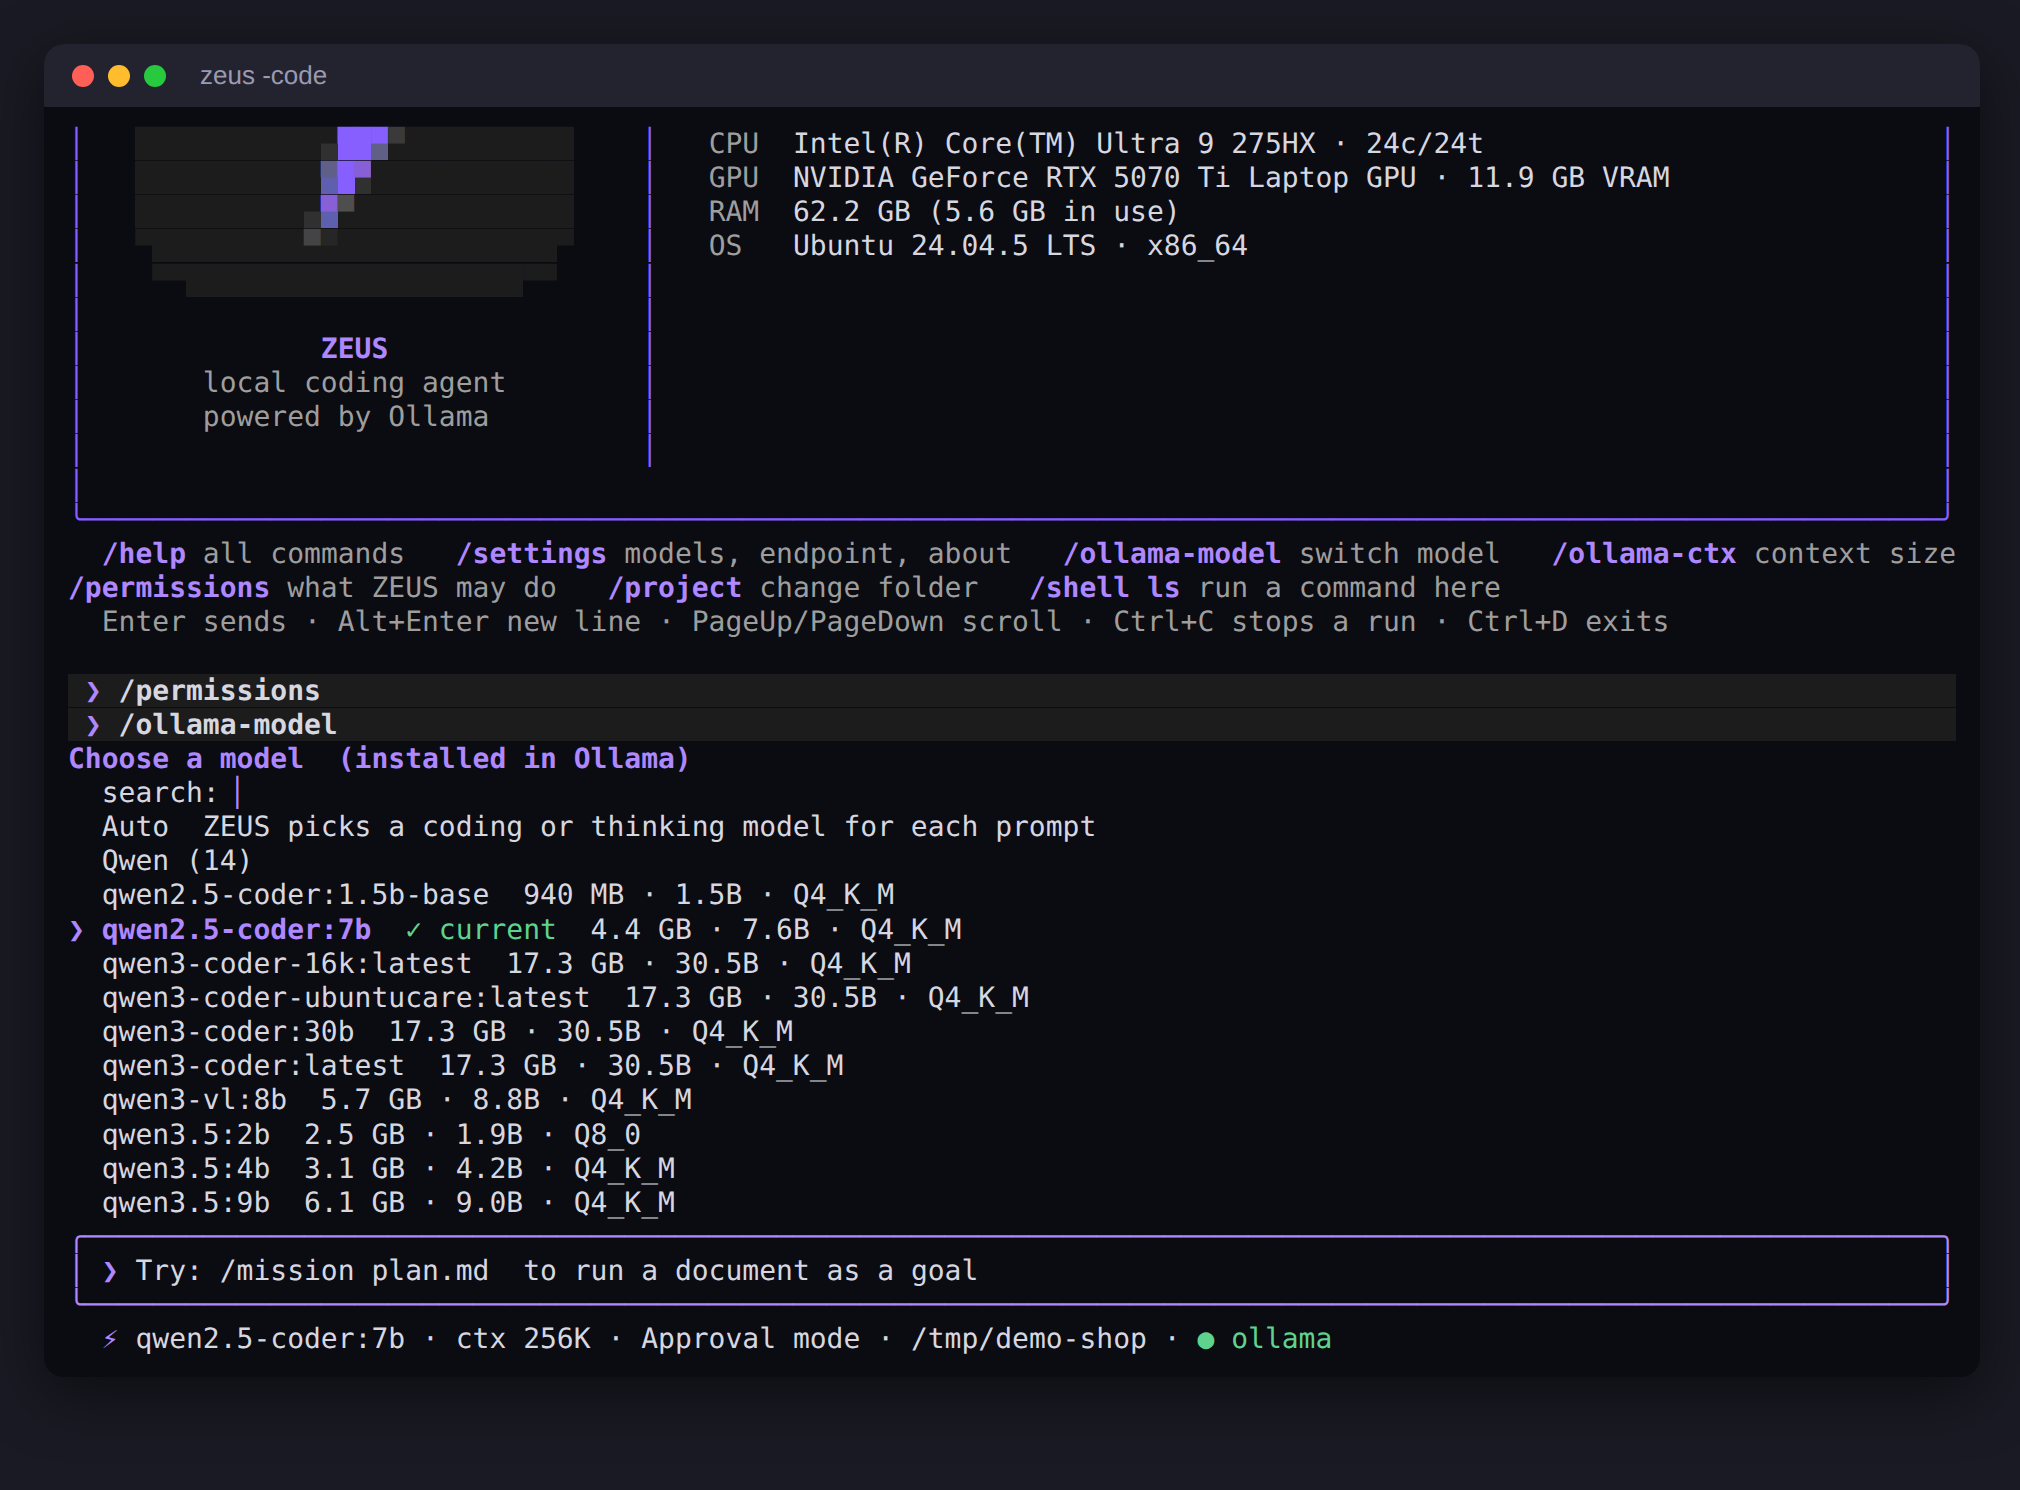 zeus -code
CPU  Intel(R) Core(TM) Ultra 9 275HX · 24c/24t
GPU  NVIDIA GeForce RTX 5070 Ti Laptop GPU · 11.9 GB VRAM
RAM  62.2 GB (5.6 GB in use)
OS   Ubuntu 24.04.5 LTS · x86_64
ZEUS
local coding agent
powered by Ollama
/help all commands   /settings models, endpoint, about   /ollama-model switch model   /ollama-ctx context size
/permissions what ZEUS may do   /project change folder   /shell ls run a command here
Enter sends · Alt+Enter new line · PageUp/PageDown scroll · Ctrl+C stops a run · Ctrl+D exits
❯ /permissions
❯ /ollama-model
Choose a model  (installed in Ollama)
search:
Auto  ZEUS picks a coding or thinking model for each prompt
Qwen (14)
qwen2.5-coder:1.5b-base  940 MB · 1.5B · Q4_K_M
❯ qwen2.5-coder:7b  ✓ current  4.4 GB · 7.6B · Q4_K_M
qwen3-coder-16k:latest  17.3 GB · 30.5B · Q4_K_M
qwen3-coder-ubuntucare:latest  17.3 GB · 30.5B · Q4_K_M
qwen3-coder:30b  17.3 GB · 30.5B · Q4_K_M
qwen3-coder:latest  17.3 GB · 30.5B · Q4_K_M
qwen3-vl:8b  5.7 GB · 8.8B · Q4_K_M
qwen3.5:2b  2.5 GB · 1.9B · Q8_0
qwen3.5:4b  3.1 GB · 4.2B · Q4_K_M
qwen3.5:9b  6.1 GB · 9.0B · Q4_K_M
❯ Try: /mission plan.md  to run a document as a goal
⚡ qwen2.5-coder:7b · ctx 256K · Approval mode · /tmp/demo-shop · ● ollama